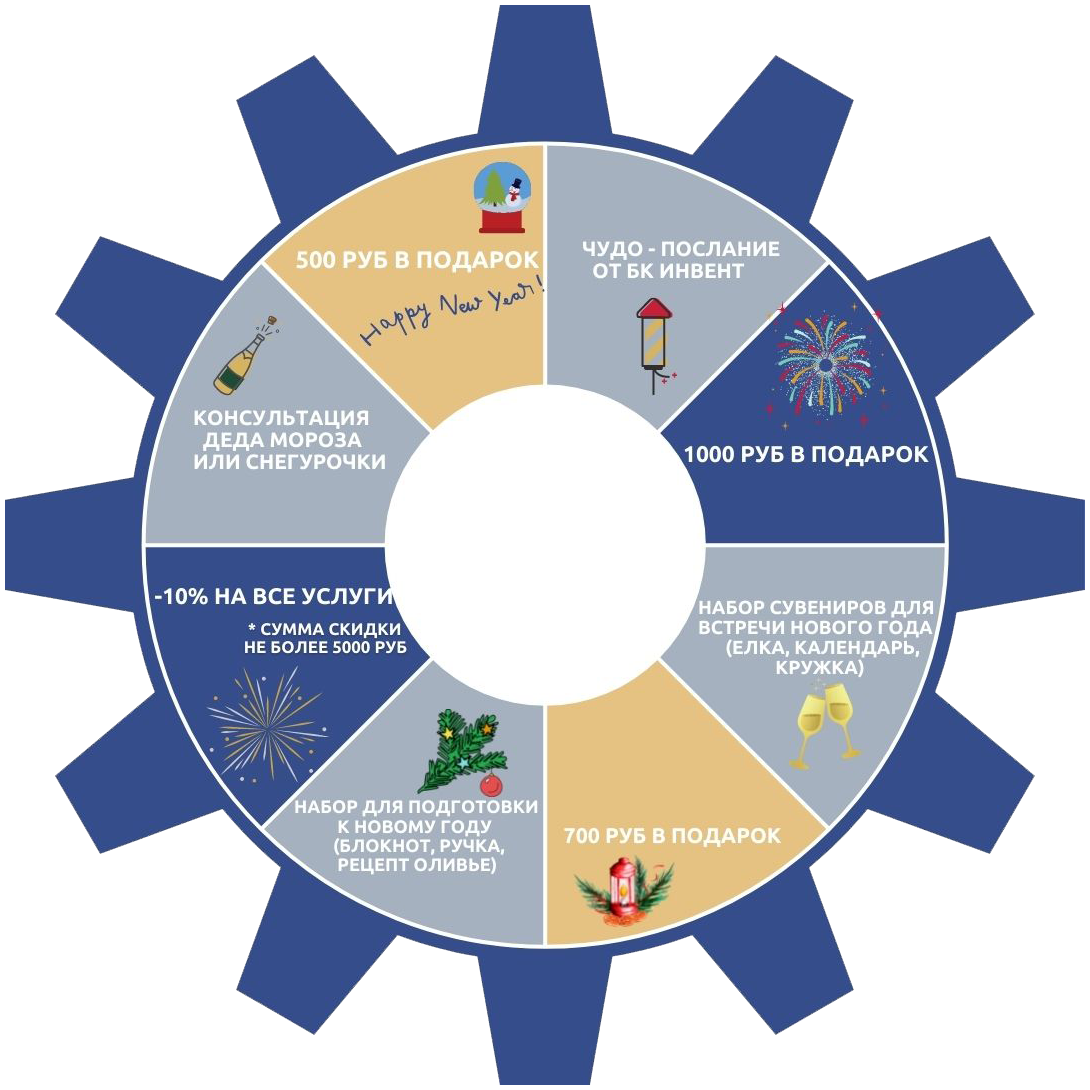 500 РУБ В ПОДАРОК
Happy New Year!
ЧУДО - ПОСЛАНИЕ
ОТ БК ИНВЕНТ
1000 РУБ В ПОДАРОК
НАБОР СУВЕНИРОВ ДЛЯ
ВСТРЕЧИ НОВОГО ГОДА
(ЕЛКА, КАЛЕНДАРЬ,
КРУЖКА)
700 РУБ В ПОДАРОК
НАБОР ДЛЯ ПОДГОТОВКИ
К НОВОМУ ГОДУ
(БЛОКНОТ, РУЧКА,
РЕЦЕПТ ОЛИВЬЕ)
-10% НА ВСЕ УСЛУГИ
* СУММА СКИДКИ
НЕ БОЛЕЕ 5000 РУБ
КОНСУЛЬТАЦИЯ
ДЕДА МОРОЗА
ИЛИ СНЕГУРОЧКИ